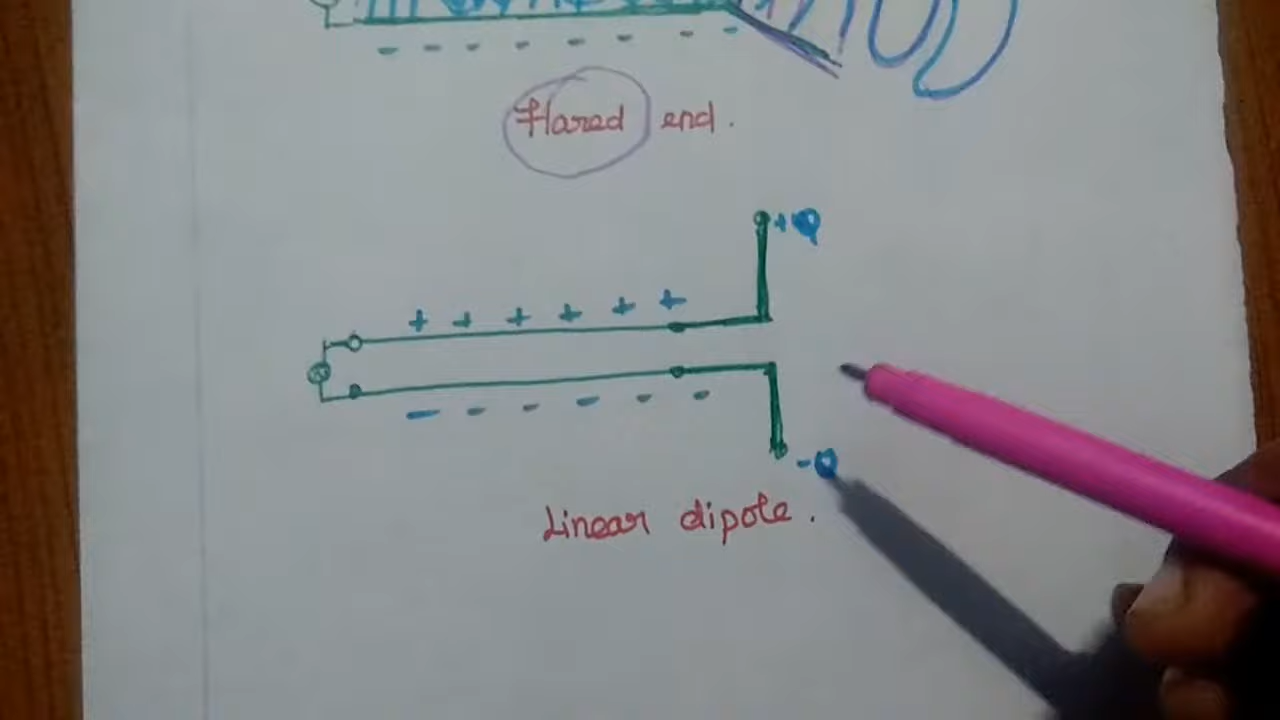 - - - - - - - -
Flared end.
+Q
+ + + + + +
- - - - - -
-Q
Linear dipole.